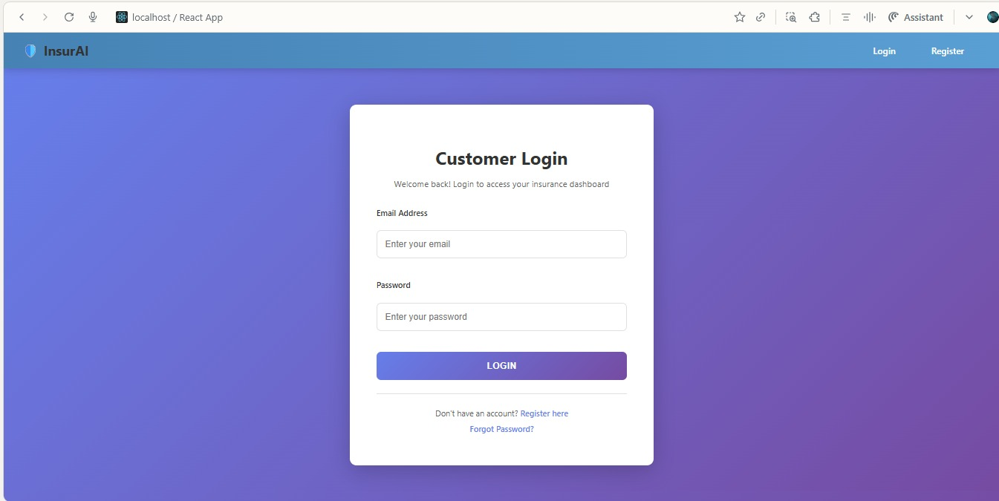 localhost / React App
Assistant
InsurAI
Login
Register
Customer Login
Welcome back! Login to access your insurance dashboard
Email Address
Enter your email
Password
Enter your password
LOGIN
Don't have an account? Register here
Forgot Password?